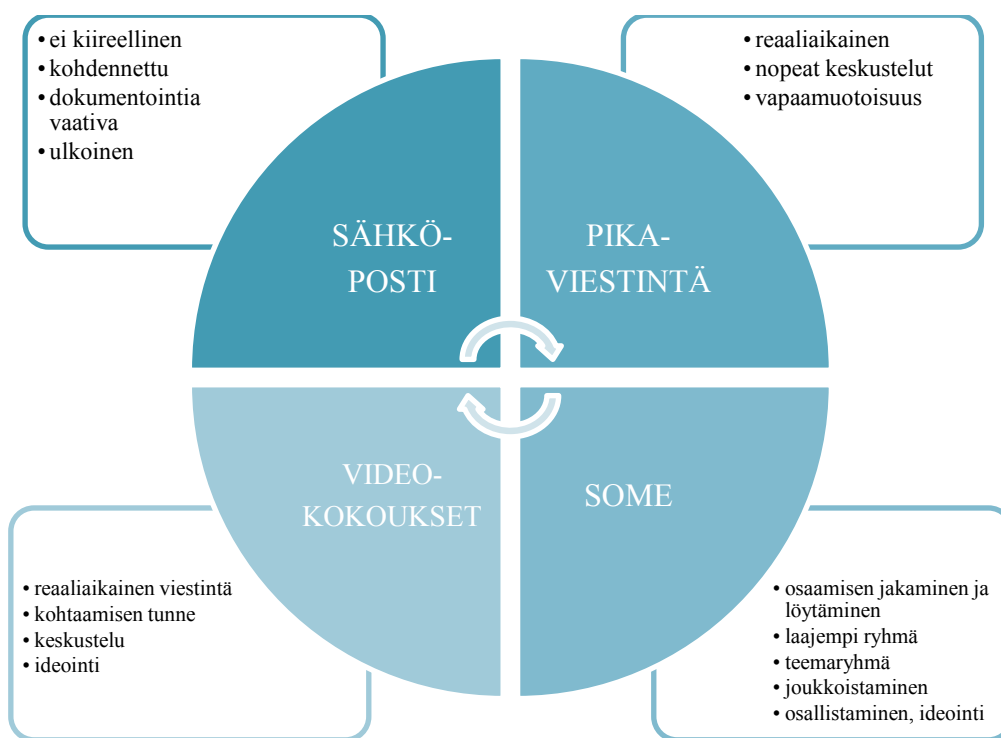 • ei kiireellinen
• kohdennettu
• dokumentointia
vaativa
• ulkoinen
• reaaliaikainen
• nopeat keskustelut
• vapaamuotoisuus
SÄHKÖ-
POSTI
PIKA-
VIESTINTÄ
VIDEO-
KOKOUKSET
SOME
• reaaliaikainen viestintä
• kohtaamisen tunne
• keskustelu
• ideointi
• osaamisen jakaminen ja
löytäminen
• laajempi ryhmä
• teemaryhmä
• joukkoistaminen
• osallistaminen, ideointi